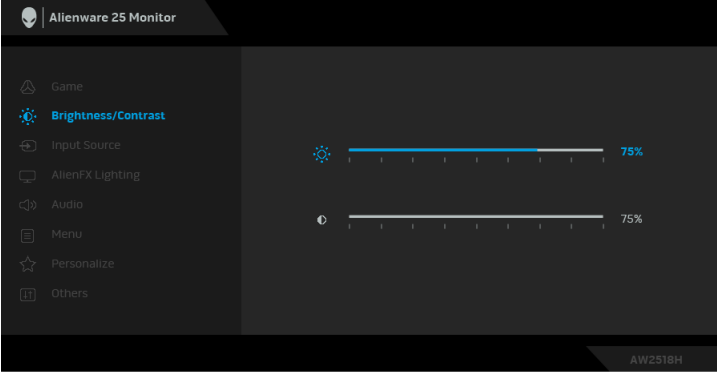 Alienware 25 Monitor
Game
Brightness/Contrast
Input Source
AlienFX Lighting
Audio
Menu
Personalize
Others
75%
75%
AW2518H